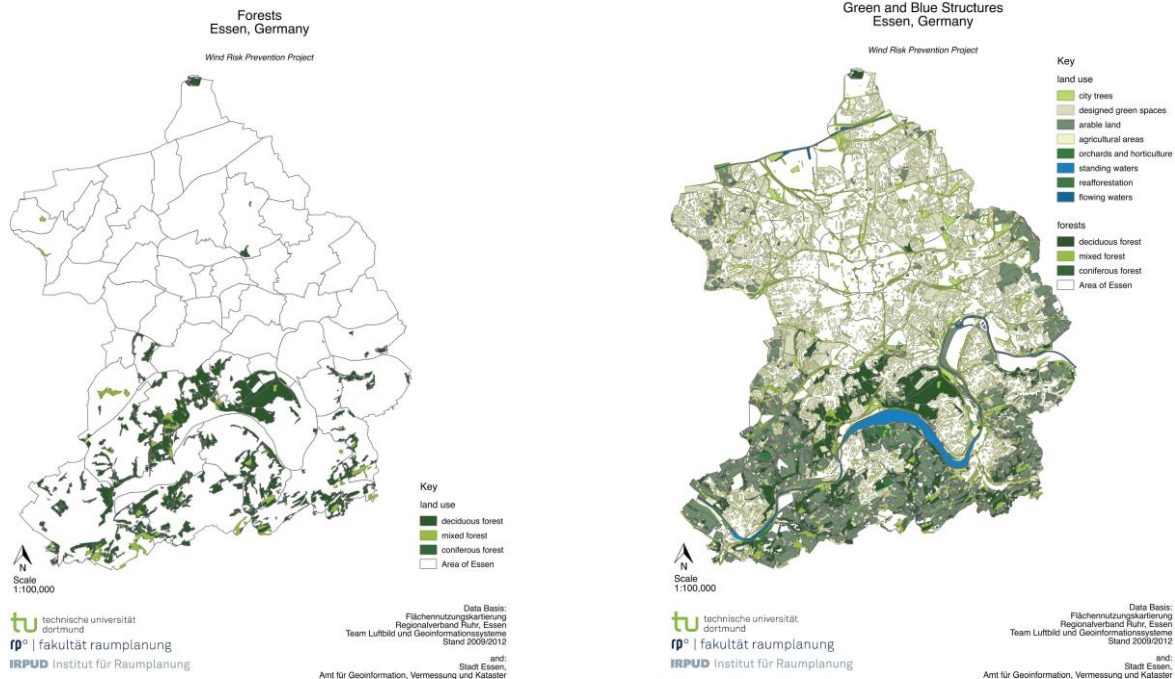 Forests
Essen, Germany
Wind Risk Prevention Project
Key
land use
deciduous forest
mixed forest
coniferous forest
Area of Essen
N
Scale
1:100,000
tu technische universität
dortmund
rp° | fakultät raumplanung
IRPUD Institut für Raumplanung
Data Basis:
Flächennutzungskartierung
Regionalverband Ruhr, Essen
Team Luftbild und Geoinformationssysteme
Stand 2009/2012
and:
Stadt Essen,
Amt für Geoinformation, Vermessung und Kataster
Green and Blue Structures
Essen, Germany
Wind Risk Prevention Project
Key
land use
city trees
designed green spaces
arable land
agricultural areas
orchards and horticulture
standing waters
reafforestation
flowing waters
forests
deciduous forest
mixed forest
coniferous forest
Area of Essen
N
Scale
1:100,000
tu technische universität
dortmund
rp° | fakultät raumplanung
IRPUD Institut für Raumplanung
Data Basis:
Flächennutzungskartierung
Regionalverband Ruhr, Essen
Team Luftbild und Geoinformationssysteme
Stand 2009/2012
and:
Stadt Essen,
Amt für Geoinformation, Vermessung und Kataster